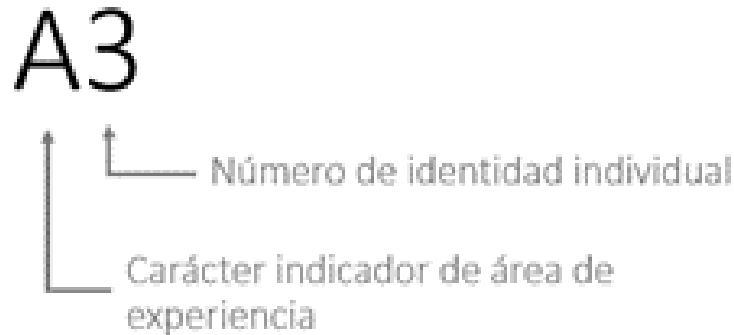 A3
Número de identidad individual
Carácter indicador de área de
experiencia